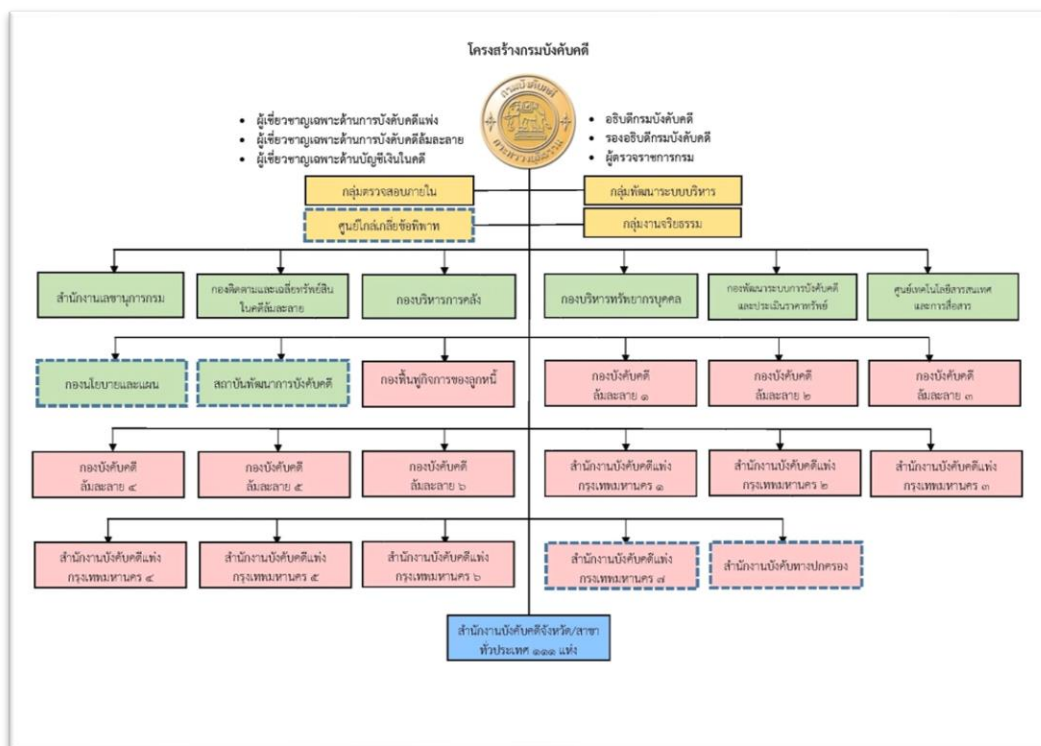 โครงสร้างกรมบังคับคดี
กรมบังคับคดี
กระทรวงยุติธรรม
• ผู้เชี่ยวชาญเฉพาะด้านการบังคับคดีแพ่ง
• ผู้เชี่ยวชาญเฉพาะด้านการบังคับคดีล้มละลาย
• ผู้เชี่ยวชาญเฉพาะด้านบัญชีเงินในคดี
• อธิบดีกรมบังคับคดี
• รองอธิบดีกรมบังคับคดี
• ผู้ตรวจราชการกรม
กลุ่มตรวจสอบภายใน
กลุ่มพัฒนาระบบบริหาร
ศูนย์ไกล่เกลี่ยข้อพิพาท
กลุ่มงานจริยธรรม
สำนักงานเลขานุการกรม
กองติดตามและเฉลี่ยทรัพย์สิน
ในคดีล้มละลาย
กองบริหารการคลัง
กองบริหารทรัพยากรบุคคล
กองพัฒนาระบบการบังคับคดี
และประเมินราคาทรัพย์
ศูนย์เทคโนโลยีสารสนเทศ
และการสื่อสาร
กองนโยบายและแผน
สถาบันพัฒนาการบังคับคดี
กองฟื้นฟูกิจการของลูกหนี้
กองบังคับคดี
ล้มละลาย ๑
กองบังคับคดี
ล้มละลาย ๒
กองบังคับคดี
ล้มละลาย ๓
กองบังคับคดี
ล้มละลาย ๔
กองบังคับคดี
ล้มละลาย ๕
กองบังคับคดี
ล้มละลาย ๖
สำนักงานบังคับคดีแพ่ง
กรุงเทพมหานคร ๑
สำนักงานบังคับคดีแพ่ง
กรุงเทพมหานคร ๒
สำนักงานบังคับคดีแพ่ง
กรุงเทพมหานคร ๓
สำนักงานบังคับคดีแพ่ง
กรุงเทพมหานคร ๔
สำนักงานบังคับคดีแพ่ง
กรุงเทพมหานคร ๕
สำนักงานบังคับคดีแพ่ง
กรุงเทพมหานคร ๖
สำนักงานบังคับคดีแพ่ง
กรุงเทพมหานคร ๗
สำนักงานบังคับทางปกครอง
สำนักงานบังคับคดีจังหวัด/สาขา
ทั่วประเทศ ๑๑๑ แห่ง